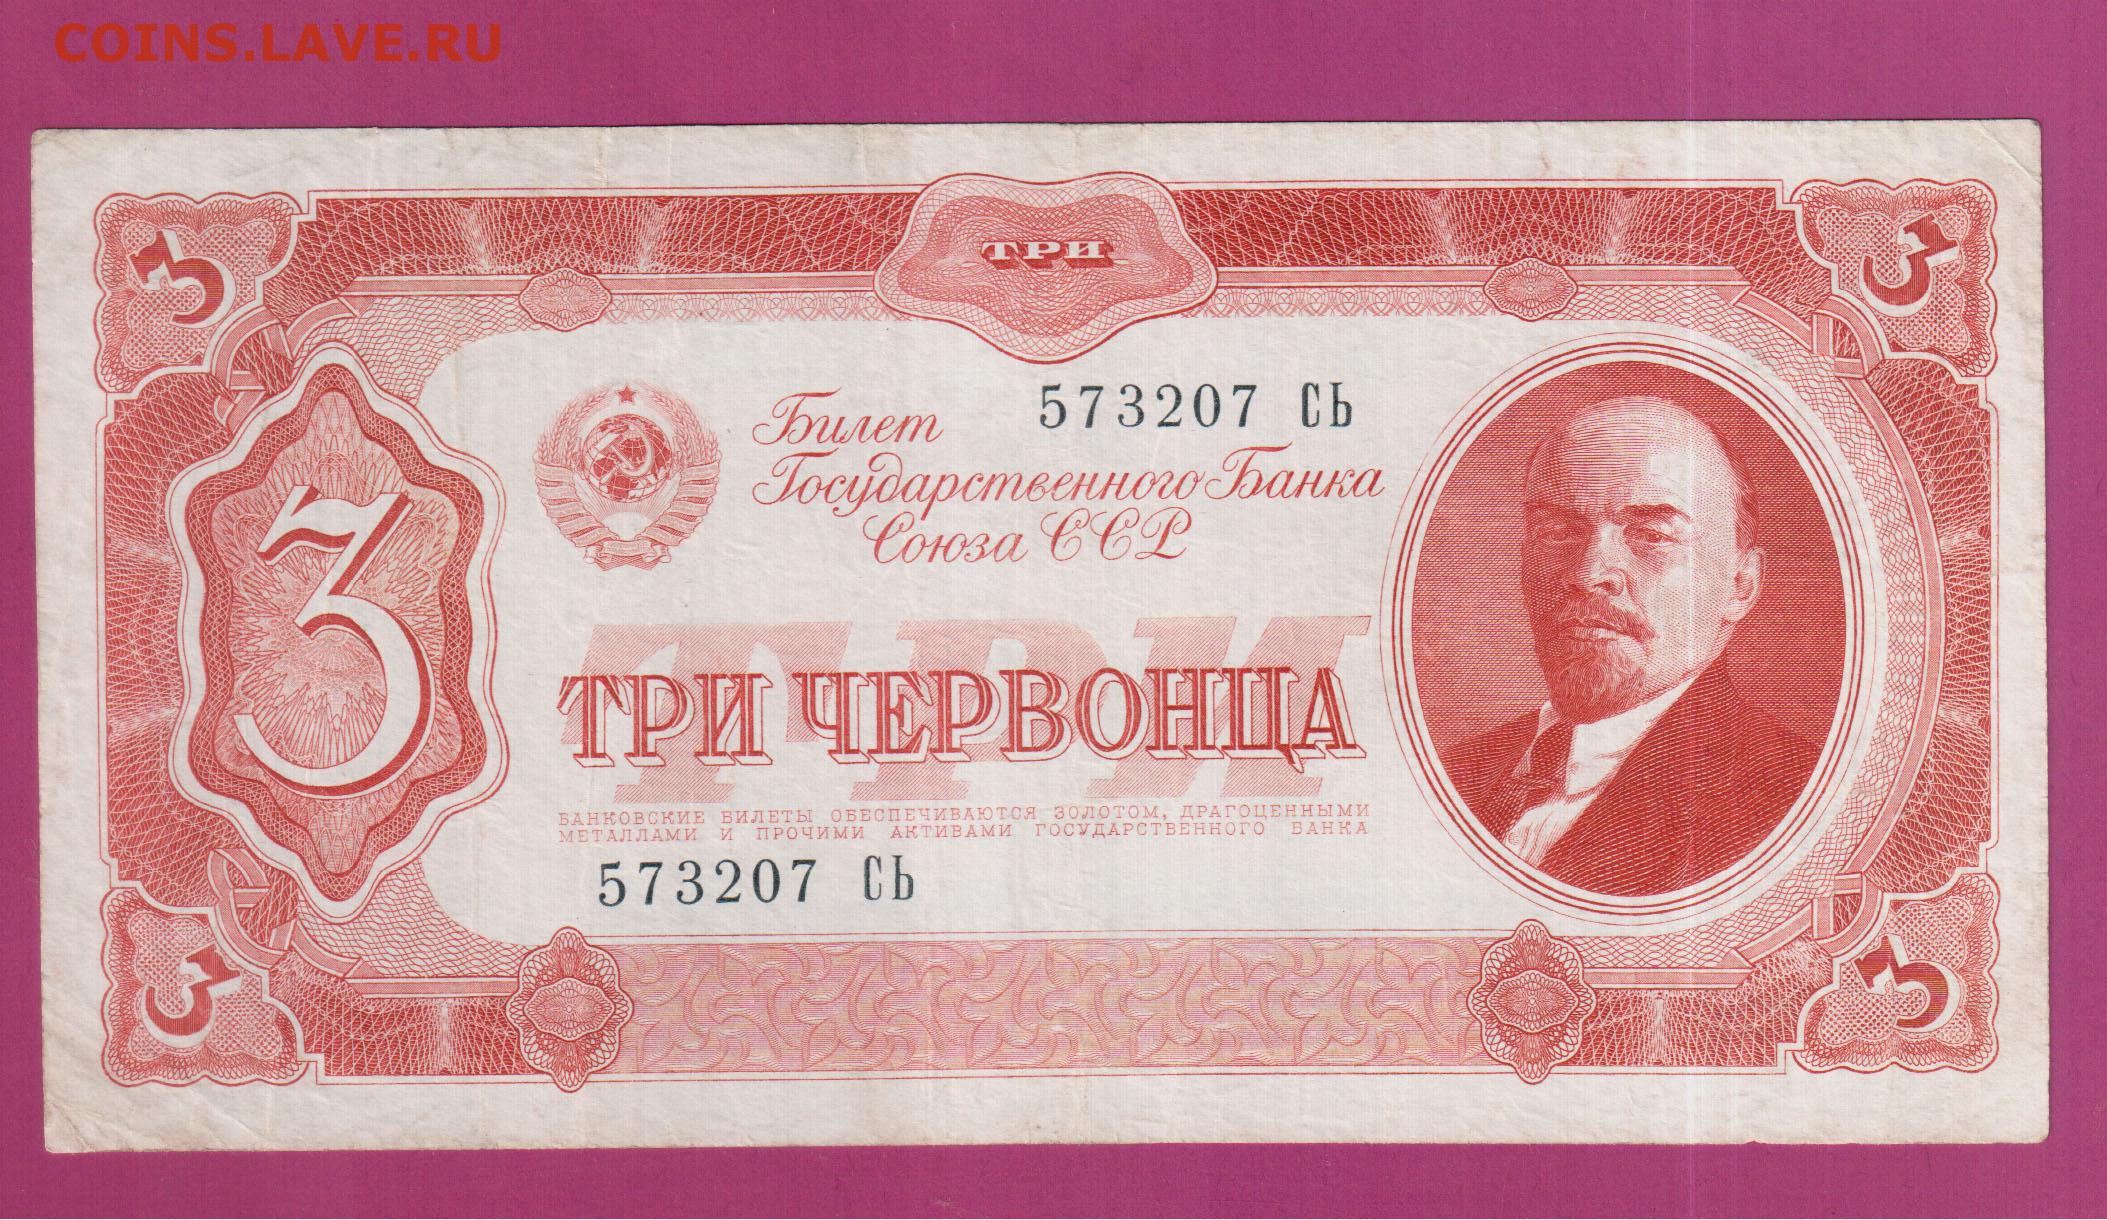 COINS.LAVE.RU
3
ТРИ
3
573207 СЬ
Билет
Государственного Банка
Союза ССР
3
ТРИ
ТРИ ЧЕРВОНЦА
БАНКОВСКИЕ БИЛЕТЫ ОБЕСПЕЧИВАЮТСЯ ЗОЛОТОМ, ДРАГОЦЕННЫМИ
МЕТАЛЛАМИ И ПРОЧИМИ АКТИВАМИ ГОСУДАРСТВЕННОГО БАНКА
573207 СЬ
3
3